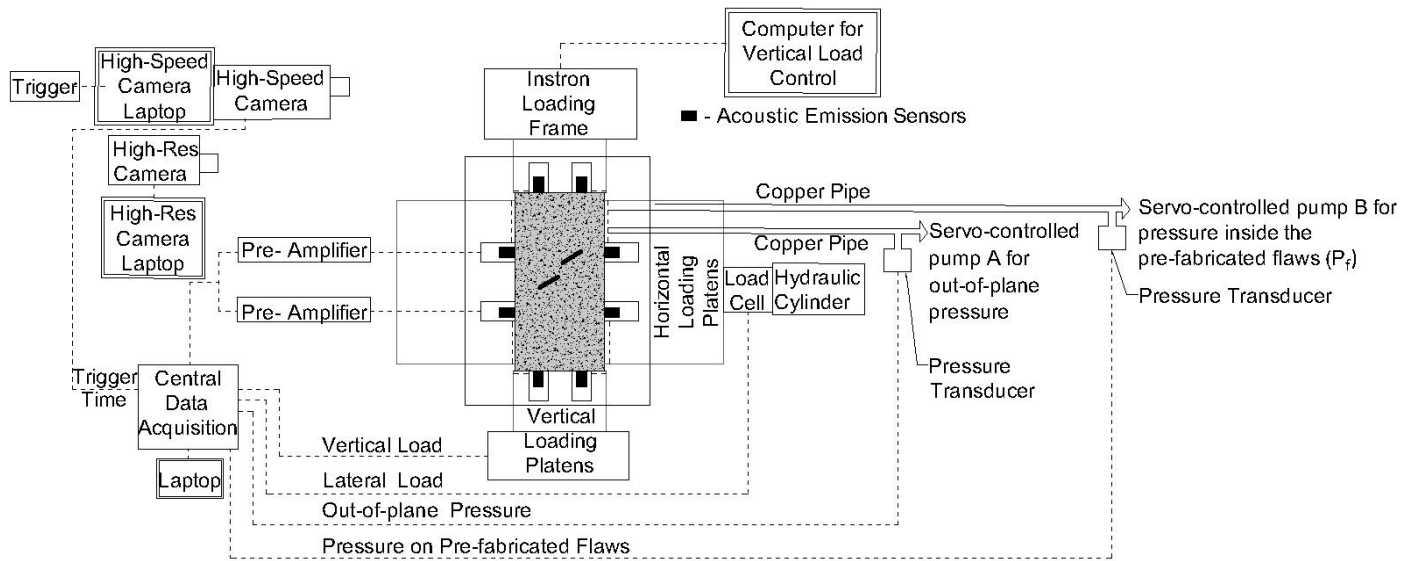 Trigger
High-Speed
Camera
Laptop
High-Speed
Camera
High-Res
Camera
High-Res
Camera
Laptop
Instron
Loading
Frame
Computer for
Vertical Load
Control
- Acoustic Emission Sensors
Copper Pipe
Copper Pipe
Servo-controlled pump B for
pressure inside the
pre-fabricated flaws (Pf)
Pressure Transducer
Servo-controlled
pump A for
out-of-plane
pressure
Pressure
Transducer
Pre- Amplifier
Pre- Amplifier
Horizontal
Loading
Platens
Load
Cell
Hydraulic
Cylinder
Trigger
Time
Central
Data
Acquisition
Laptop
Vertical
Loading
Platens
Vertical Load
Lateral Load
Out-of-plane Pressure
Pressure on Pre-fabricated Flaws